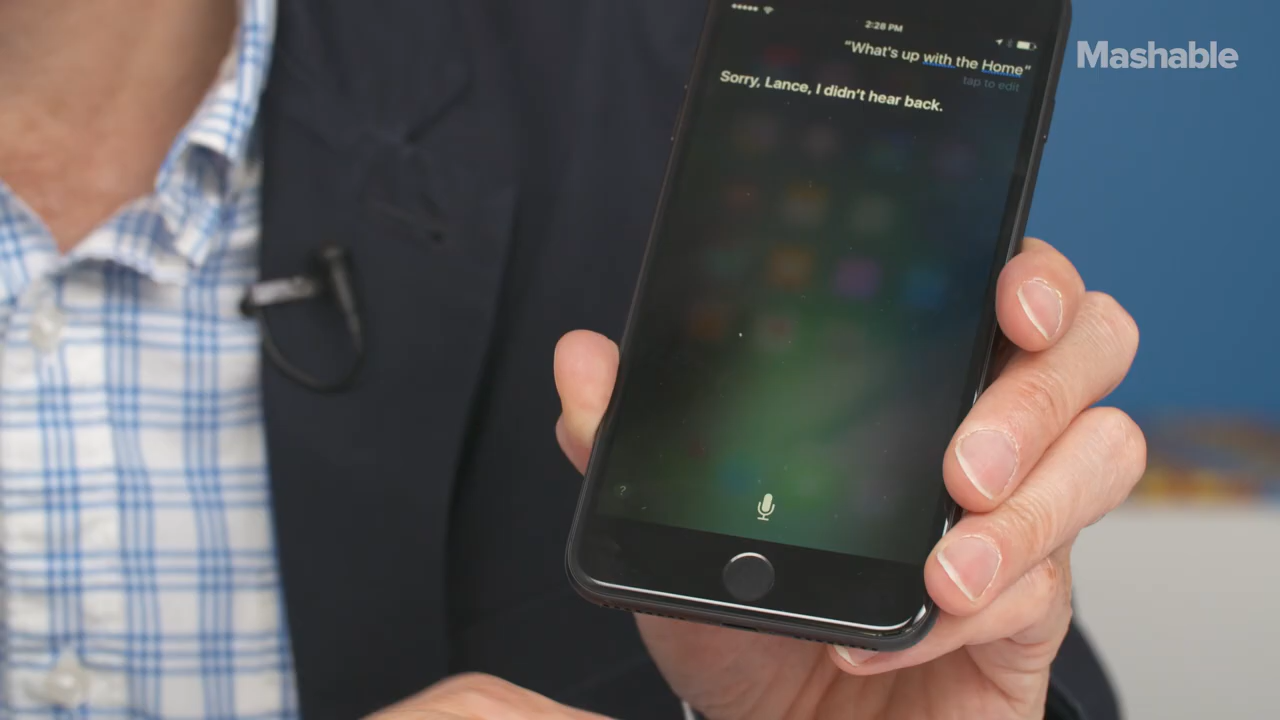 2:28 PM
Mashable
“What's up with the Home”
tap to edit
Sorry, Lance, I didn't hear back.
?